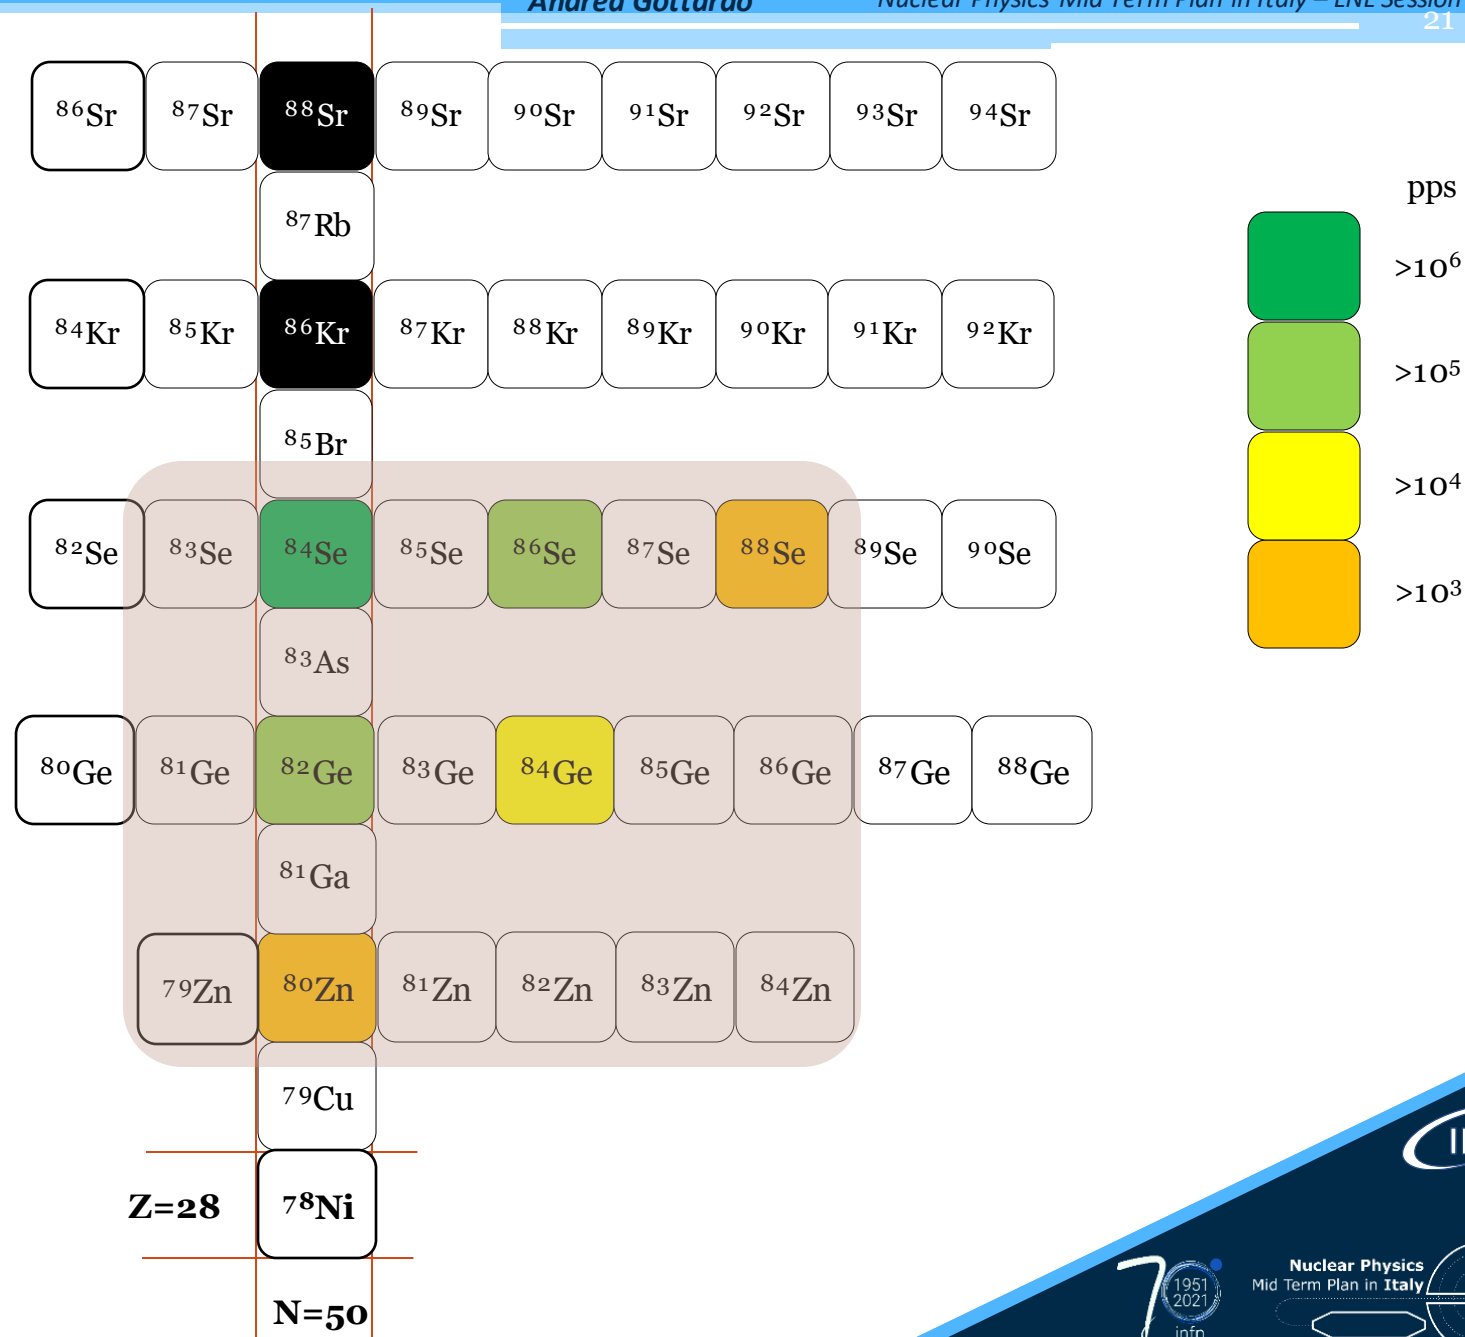 Andrea Gottardo
Nuclear Physics Mid Term Plan in Italy – LNL Session
21
⁸⁶Sr ⁸⁷Sr ⁸⁸Sr ⁸⁹Sr ⁹⁰Sr ⁹¹Sr ⁹²Sr ⁹³Sr ⁹⁴Sr
pps
⁸⁷Rb
>10⁶
⁸⁴Kr ⁸⁵Kr ⁸⁶Kr ⁸⁷Kr ⁸⁸Kr ⁸⁹Kr ⁹⁰Kr ⁹¹Kr ⁹²Kr
>10⁵
⁸⁵Br
>10⁴
⁸²Se ⁸³Se ⁸⁴Se ⁸⁵Se ⁸⁶Se ⁸⁷Se ⁸⁸Se ⁸⁹Se ⁹⁰Se
>10³
⁸³As
⁸⁰Ge ⁸¹Ge ⁸²Ge ⁸³Ge ⁸⁴Ge ⁸⁵Ge ⁸⁶Ge ⁸⁷Ge ⁸⁸Ge
⁸¹Ga
⁷⁹Zn ⁸⁰Zn ⁸¹Zn ⁸²Zn ⁸³Zn ⁸⁴Zn
⁷⁹Cu
Z=28
⁷⁸Ni
N=50
70
1951
2021
infn
Nuclear Physics
Mid Term Plan in Italy